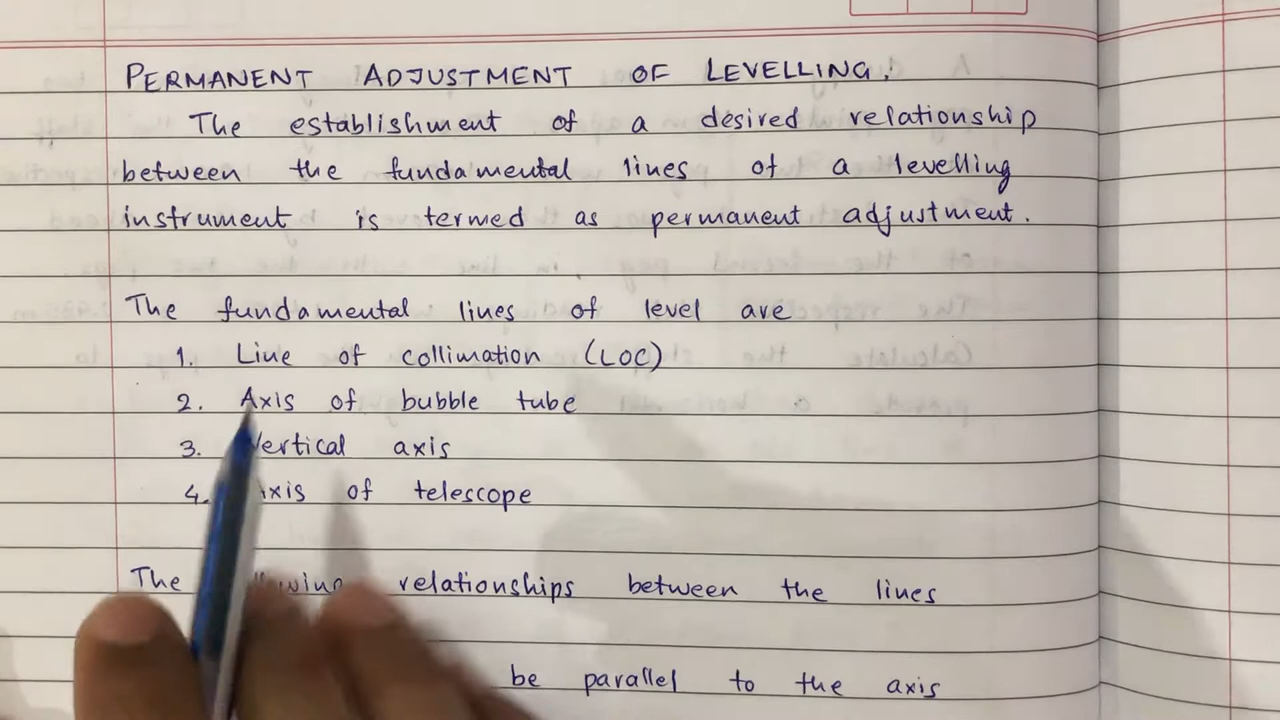 PERMANENT ADJUSTMENT OF LEVELLING.
The establishment of a desired relationship
between the fundamental lines of a levelling
instrument is termed as permanent adjustment.
The fundamental lines of level are
1. Line of collimation (LOC)
2. Axis of bubble tube
3. Vertical axis
4. Axis of telescope
The relationships between the lines
be parallel to the axis